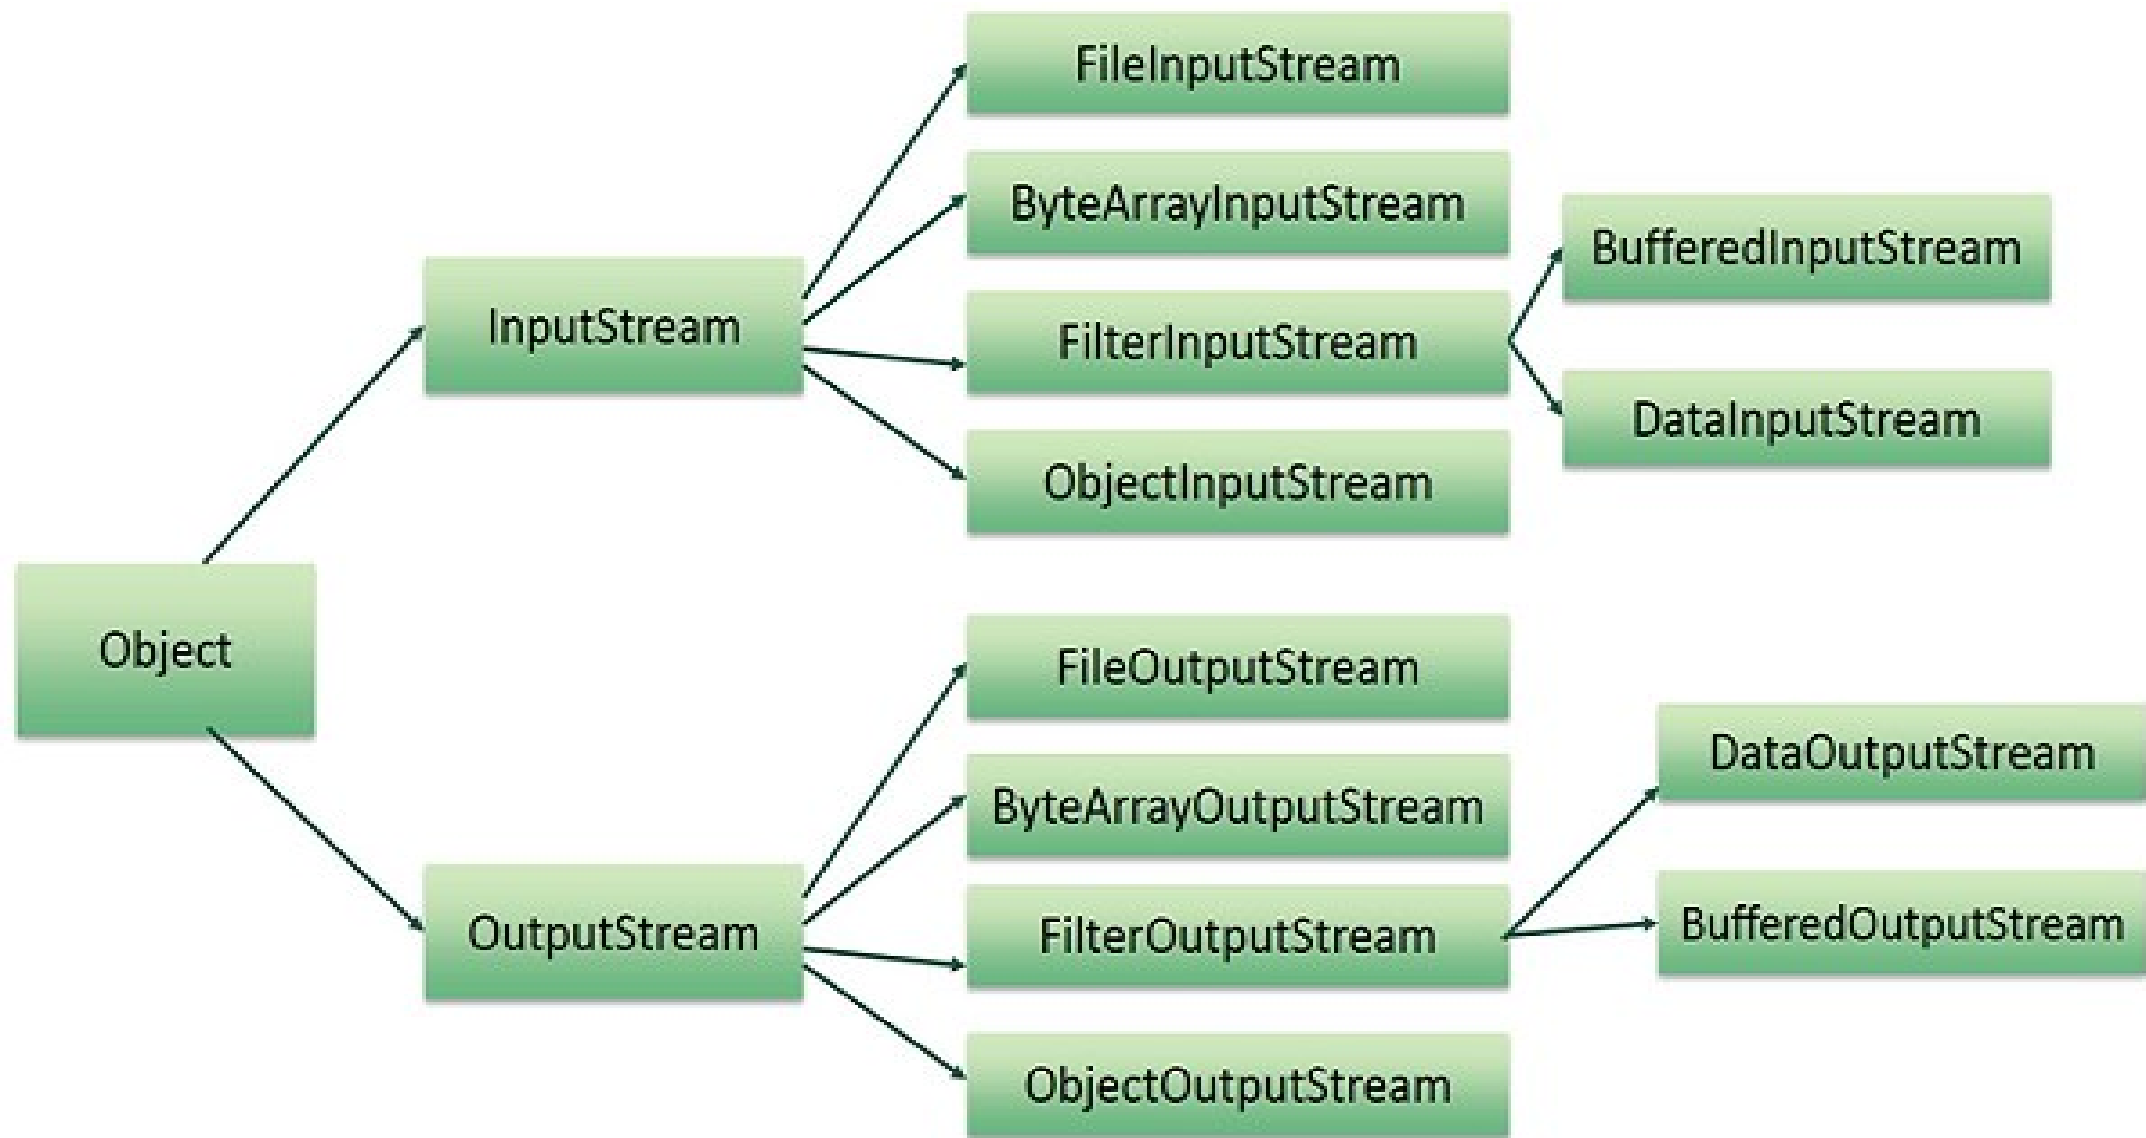 FileInputStream
ByteArrayInputStream
BufferedInputStream
InputStream
FilterInputStream
DataInputStream
ObjectInputStream
Object
FileOutputStream
DataOutputStream
ByteArrayOutputStream
BufferedOutputStream
OutputStream
FilterOutputStream
ObjectOutputStream